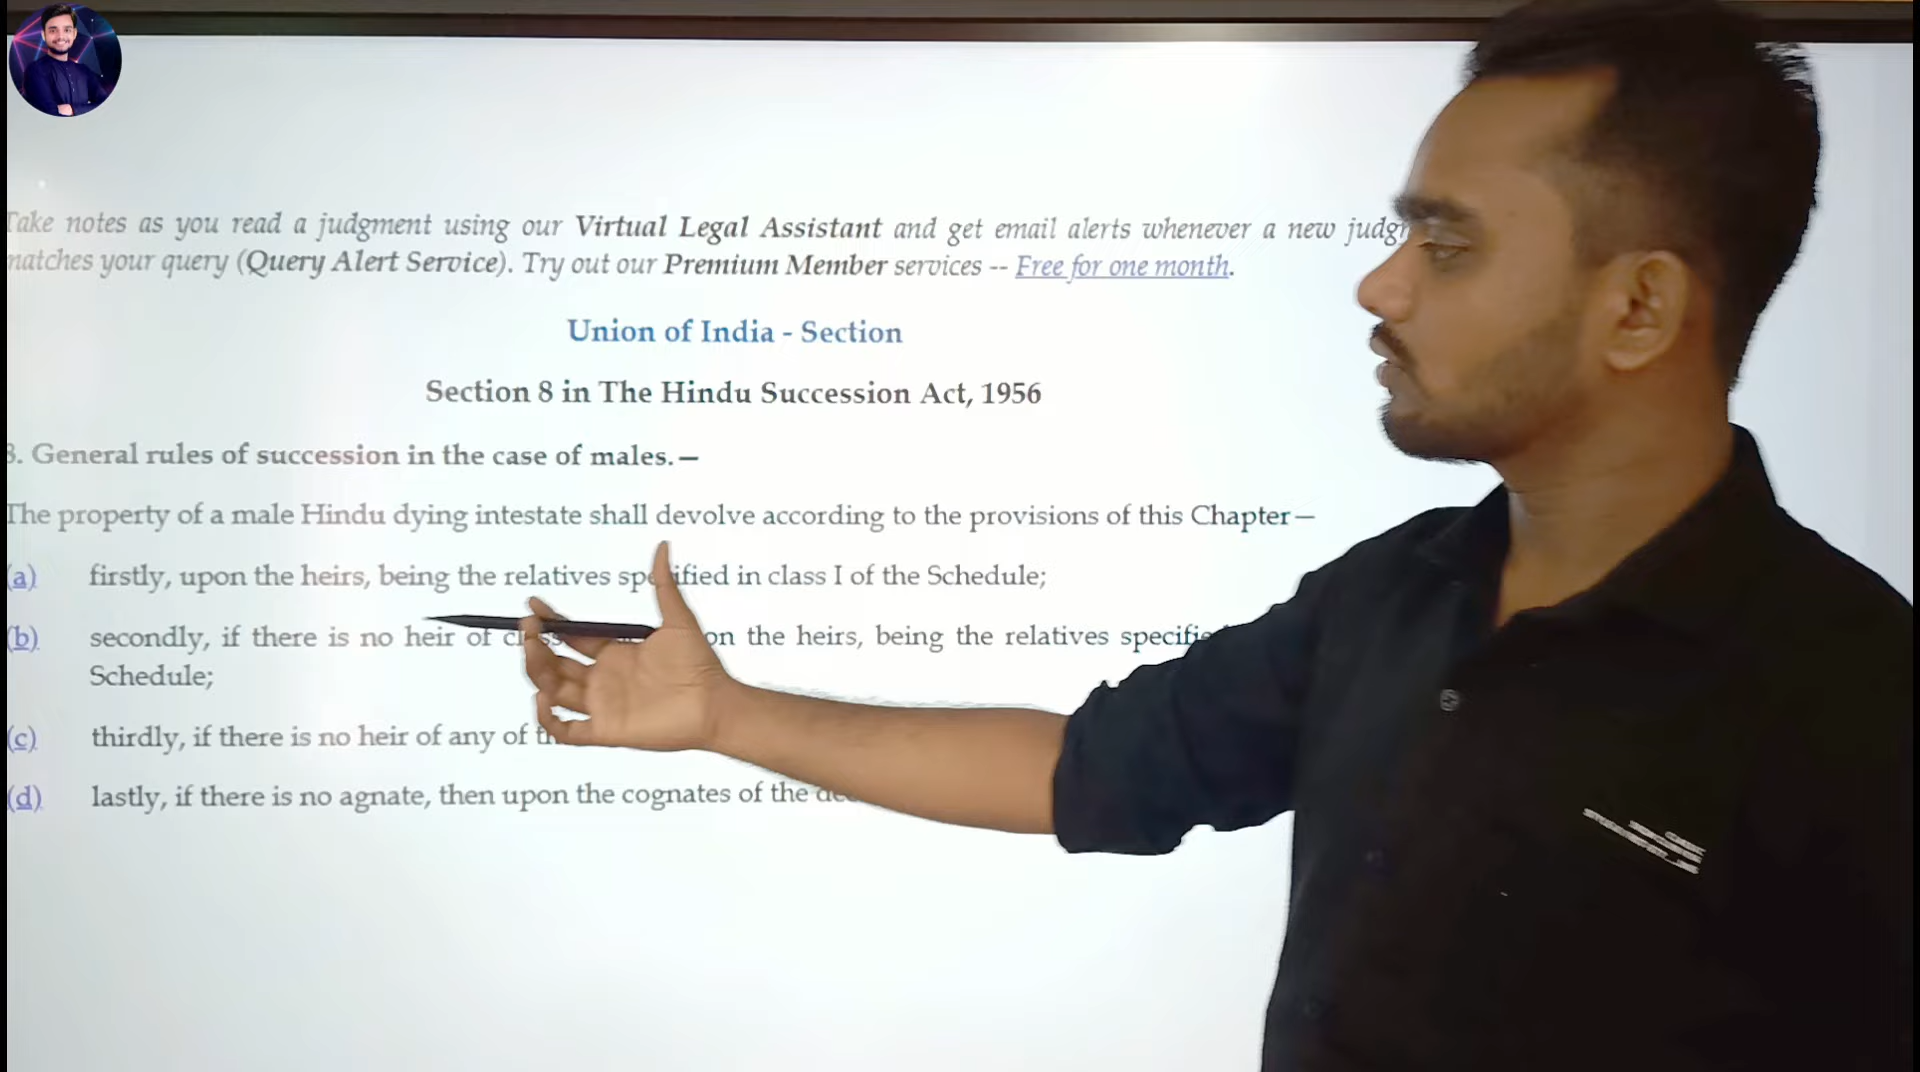 Take notes as you read a judgment using our Virtual Legal Assistant and get email alerts whenever a new
matches your query (Query Alert Service). Try out our Premium Member services -- Free for one month.
Union of India - Section
Section 8 in The Hindu Succession Act, 1956
8. General rules of succession in the case of males.—
The property of a male Hindu dying intestate shall devolve according to the provisions of this Chapter—
(a) firstly, upon the heirs, being the relatives specified in class I of the Schedule;
(b) secondly, if there is no heir of on the heirs, being the relatives
Schedule;
(c) thirdly, if there is no heir of any of
(d) lastly, if there is no agnate, then upon the cognates of the